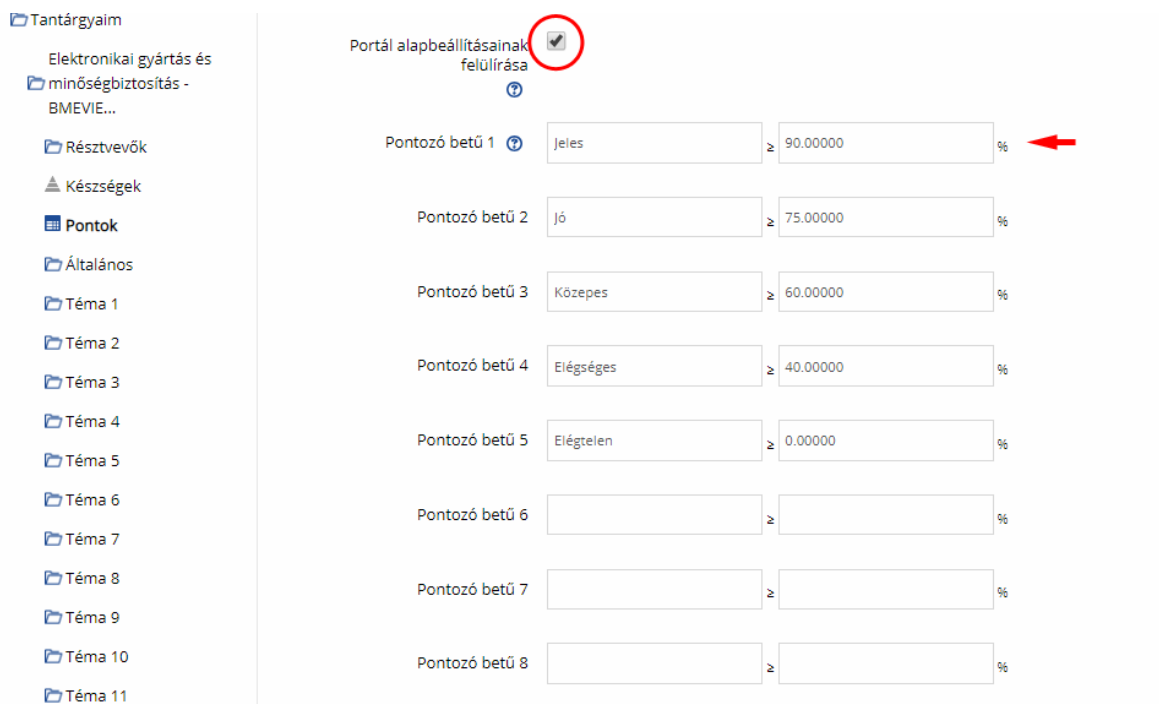 Tantárgyaim
Elektronikai gyártás és
minőségbiztosítás -
BMEVIE...
Résztvevők
Készségek
Pontok
Általános
Téma 1
Téma 2
Téma 3
Téma 4
Téma 5
Téma 6
Téma 7
Téma 8
Téma 9
Téma 10
Téma 11
Portál alapbeállításainak
felülírása
Pontozó betű 1 Jeles ≥ 90.00000 %
Pontozó betű 2 Jó ≥ 75.00000 %
Pontozó betű 3 Közepes ≥ 60.00000 %
Pontozó betű 4 Elégséges ≥ 40.00000 %
Pontozó betű 5 Elégtelen ≥ 0.00000 %
Pontozó betű 6 ≥ %
Pontozó betű 7 ≥ %
Pontozó betű 8 ≥ %